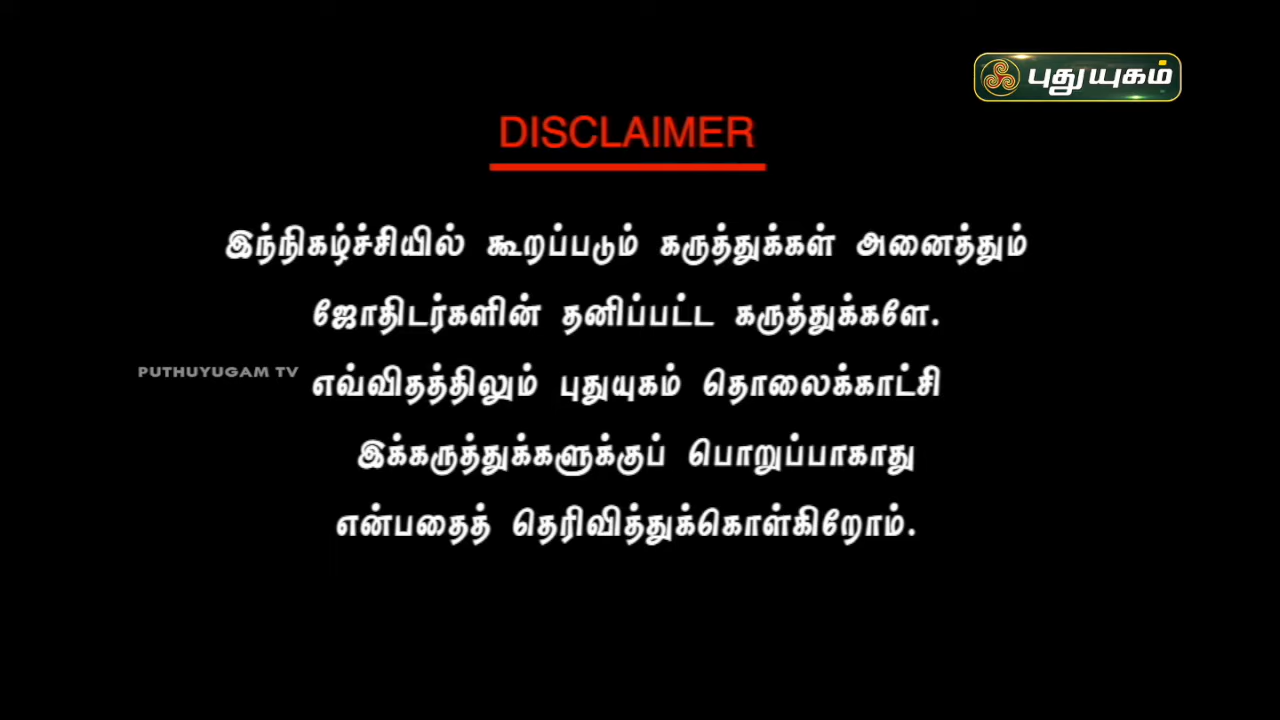 புதுயுகம்
DISCLAIMER
இந்நிகழ்ச்சியில் கூறப்படும் கருத்துக்கள் அனைத்தும்
ஜோதிடர்களின் தனிப்பட்ட கருத்துக்களே.
PUTHUYUGAM TV
எவ்விதத்திலும் புதுயுகம் தொலைக்காட்சி
இக்கருத்துக்களுக்குப் பொறுப்பாகாது
என்பதைத் தெரிவித்துக்கொள்கிறோம்.